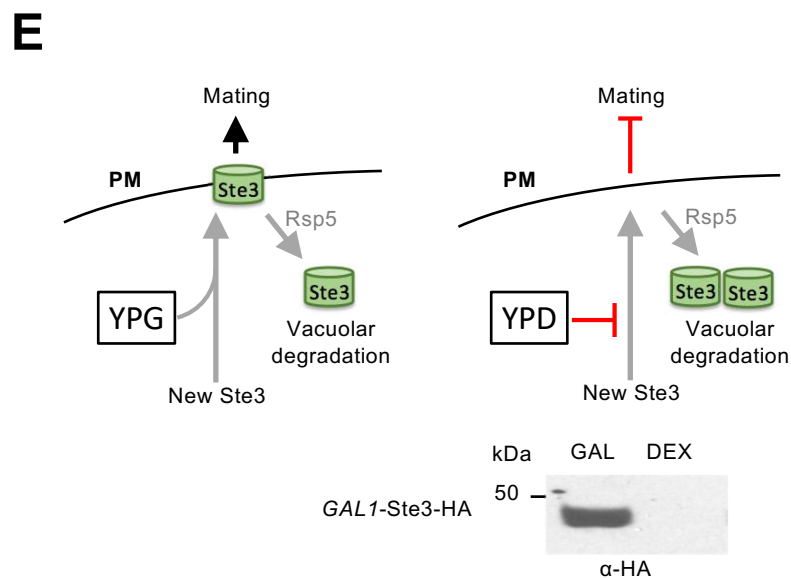 E
Mating
PM
Ste3
Rsp5
YPG
Ste3
Vacuolar
degradation
New Ste3
Mating
PM
Rsp5
YPD
Ste3 Ste3
Vacuolar
degradation
New Ste3
kDa GAL DEX
50
GAL1-Ste3-HA
α-HA